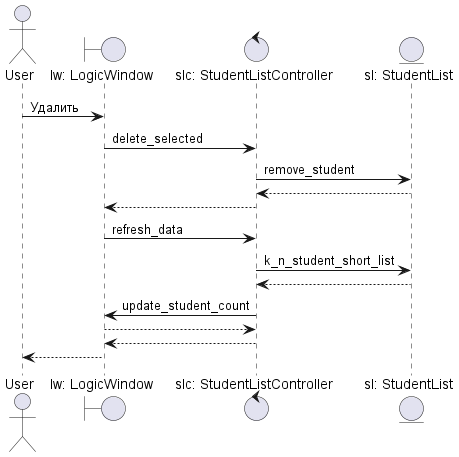 User lw: LogicWindow slc: StudentListController sl: StudentList
Удалить
delete_selected
remove_student
refresh_data
k_n_student_short_list
update_student_count
User lw: LogicWindow slc: StudentListController sl: StudentList